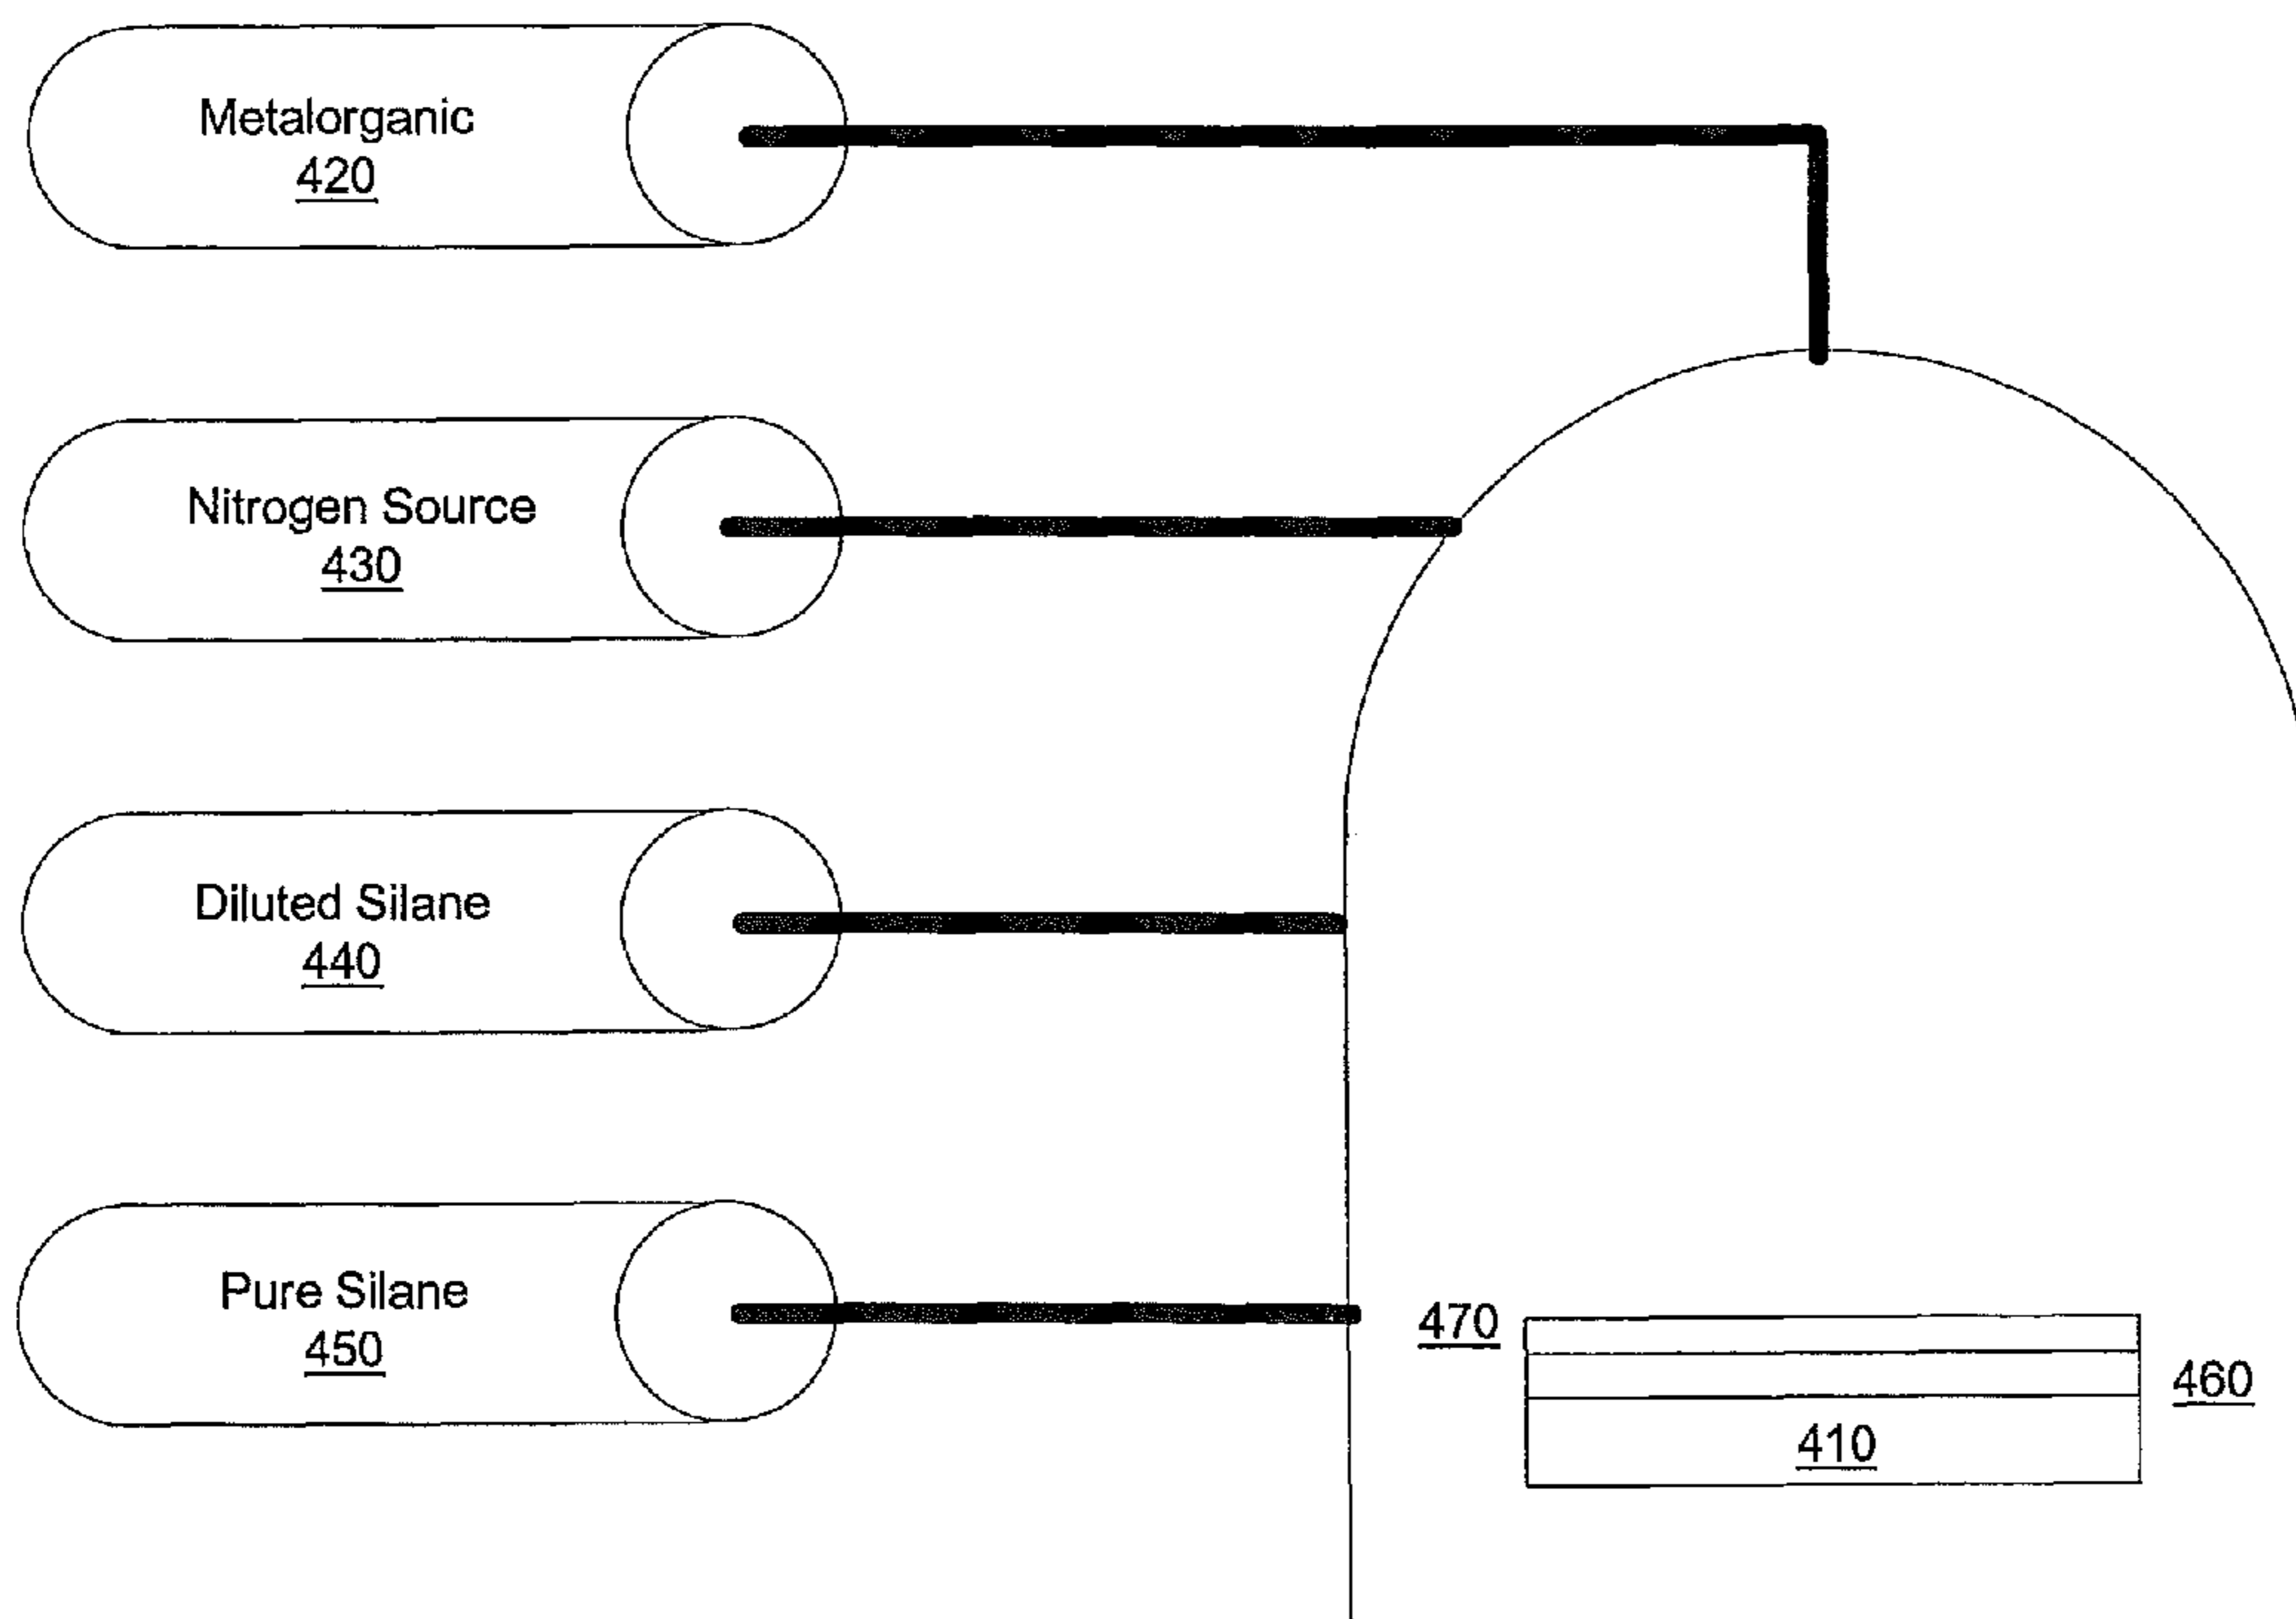 Metalorganic
420
Nitrogen Source
430
Diluted Silane
440
Pure Silane
450
470
460
410